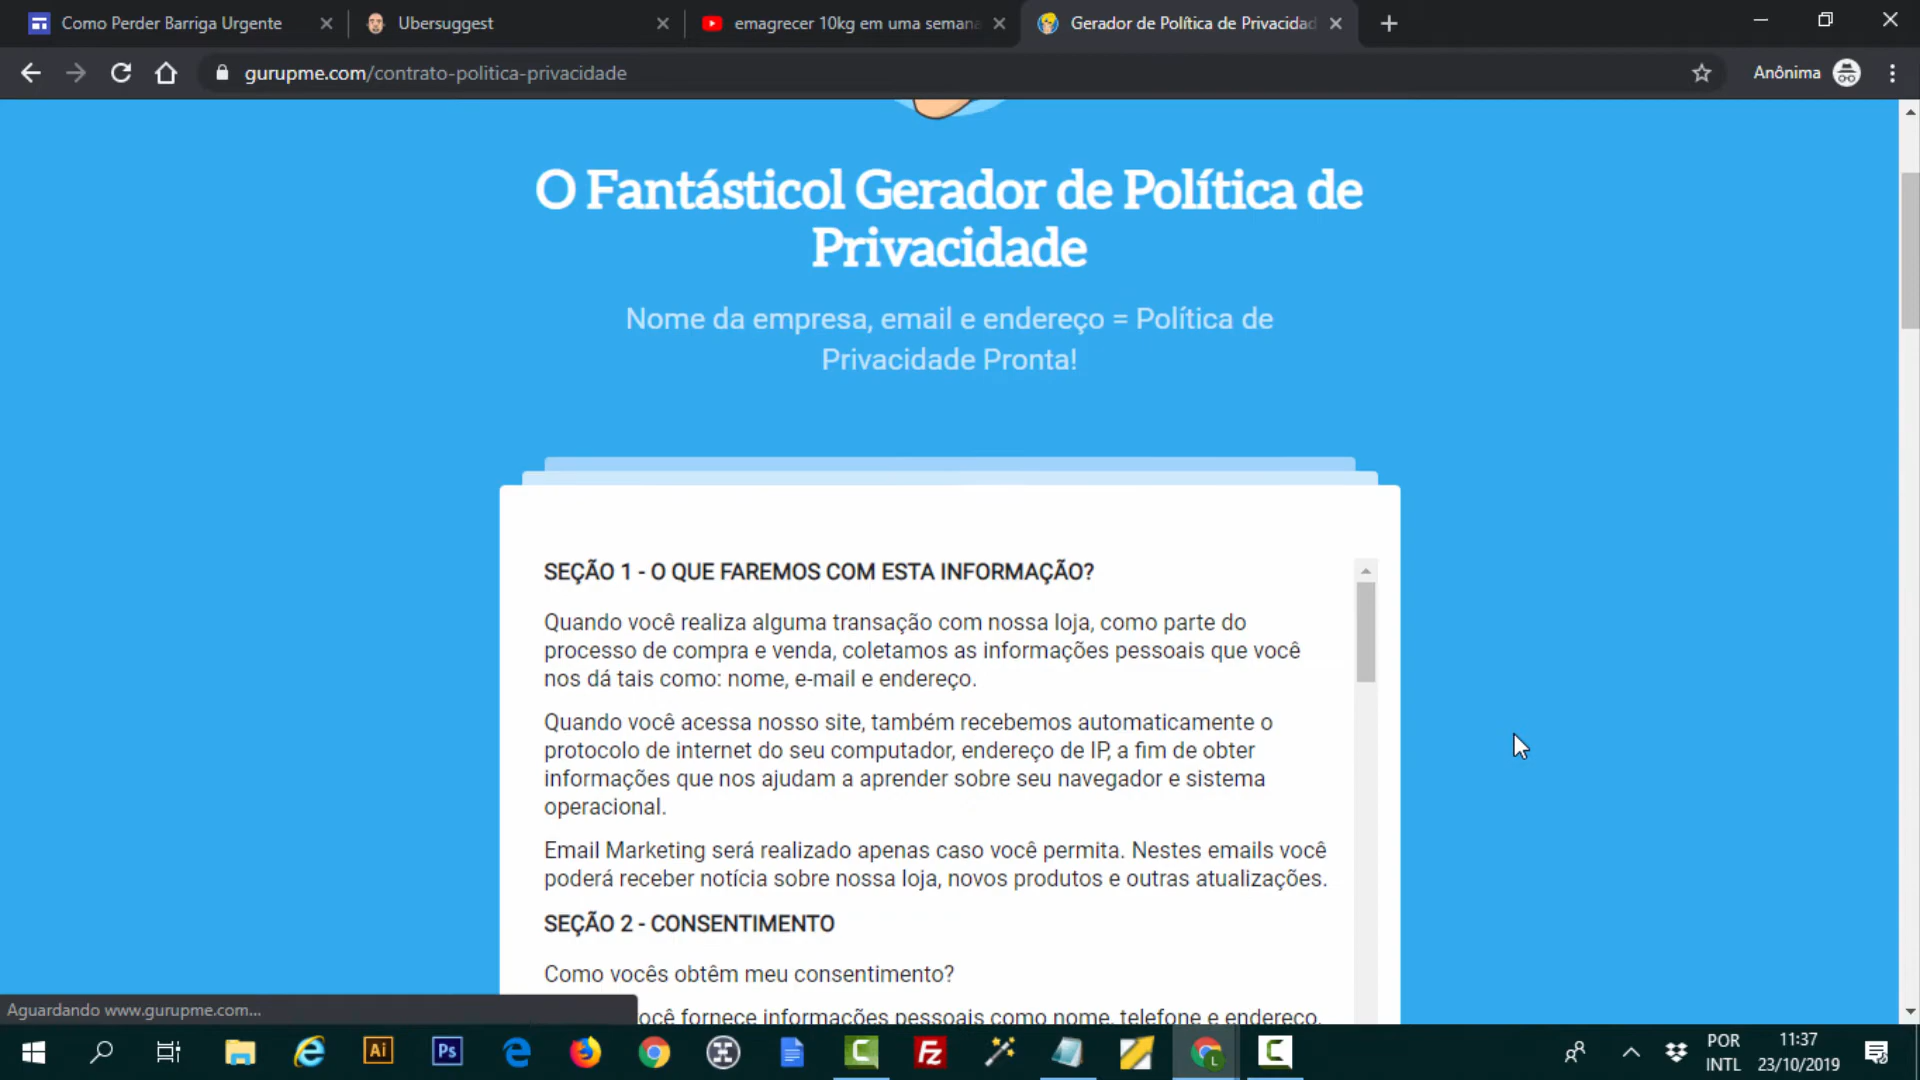 Como Perder Barriga Urgente
Ubersuggest
emagrecer 10kg em uma semana
Gerador de Política de Privacidad
gurupme.com/contrato-politica-privacidade
Anônima
O Fantásticol Gerador de Política de
Privacidade
Nome da empresa, email e endereço = Política de
Privacidade Pronta!
SEÇÃO 1 - O QUE FAREMOS COM ESTA INFORMAÇÃO?
Quando você realiza alguma transação com nossa loja, como parte do
processo de compra e venda, coletamos as informações pessoais que você
nos dá tais como: nome, e-mail e endereço.
Quando você acessa nosso site, também recebemos automaticamente o
protocolo de internet do seu computador, endereço de IP, a fim de obter
informações que nos ajudam a aprender sobre seu navegador e sistema
operacional.
Email Marketing será realizado apenas caso você permita. Nestes emails você
poderá receber notícia sobre nossa loja, novos produtos e outras atualizações.
SEÇÃO 2 - CONSENTIMENTO
Como vocês obtêm meu consentimento?
ocê fornece informações pessoais como nome, telefone e endereço,
Aguardando www.gurupme.com...
Ai
Ps
Fz
L
POR
INTL
11:37
23/10/2019